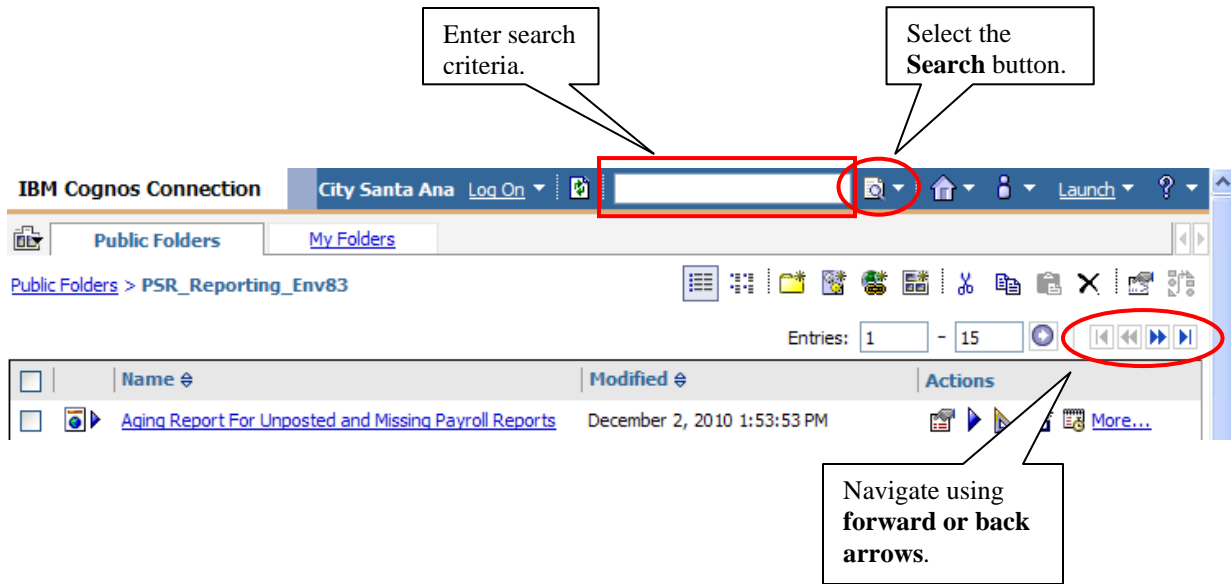 Enter search
criteria.
Select the
Search button.
IBM Cognos Connection City Santa Ana Log On Launch ?
Public Folders My Folders
Public Folders > PSR_Reporting_Env83
Entries: 1 - 15
Name Modified Actions
Aging Report For Unposted and Missing Payroll Reports December 2, 2010 1:53:53 PM More...
Navigate using
forward or back
arrows.